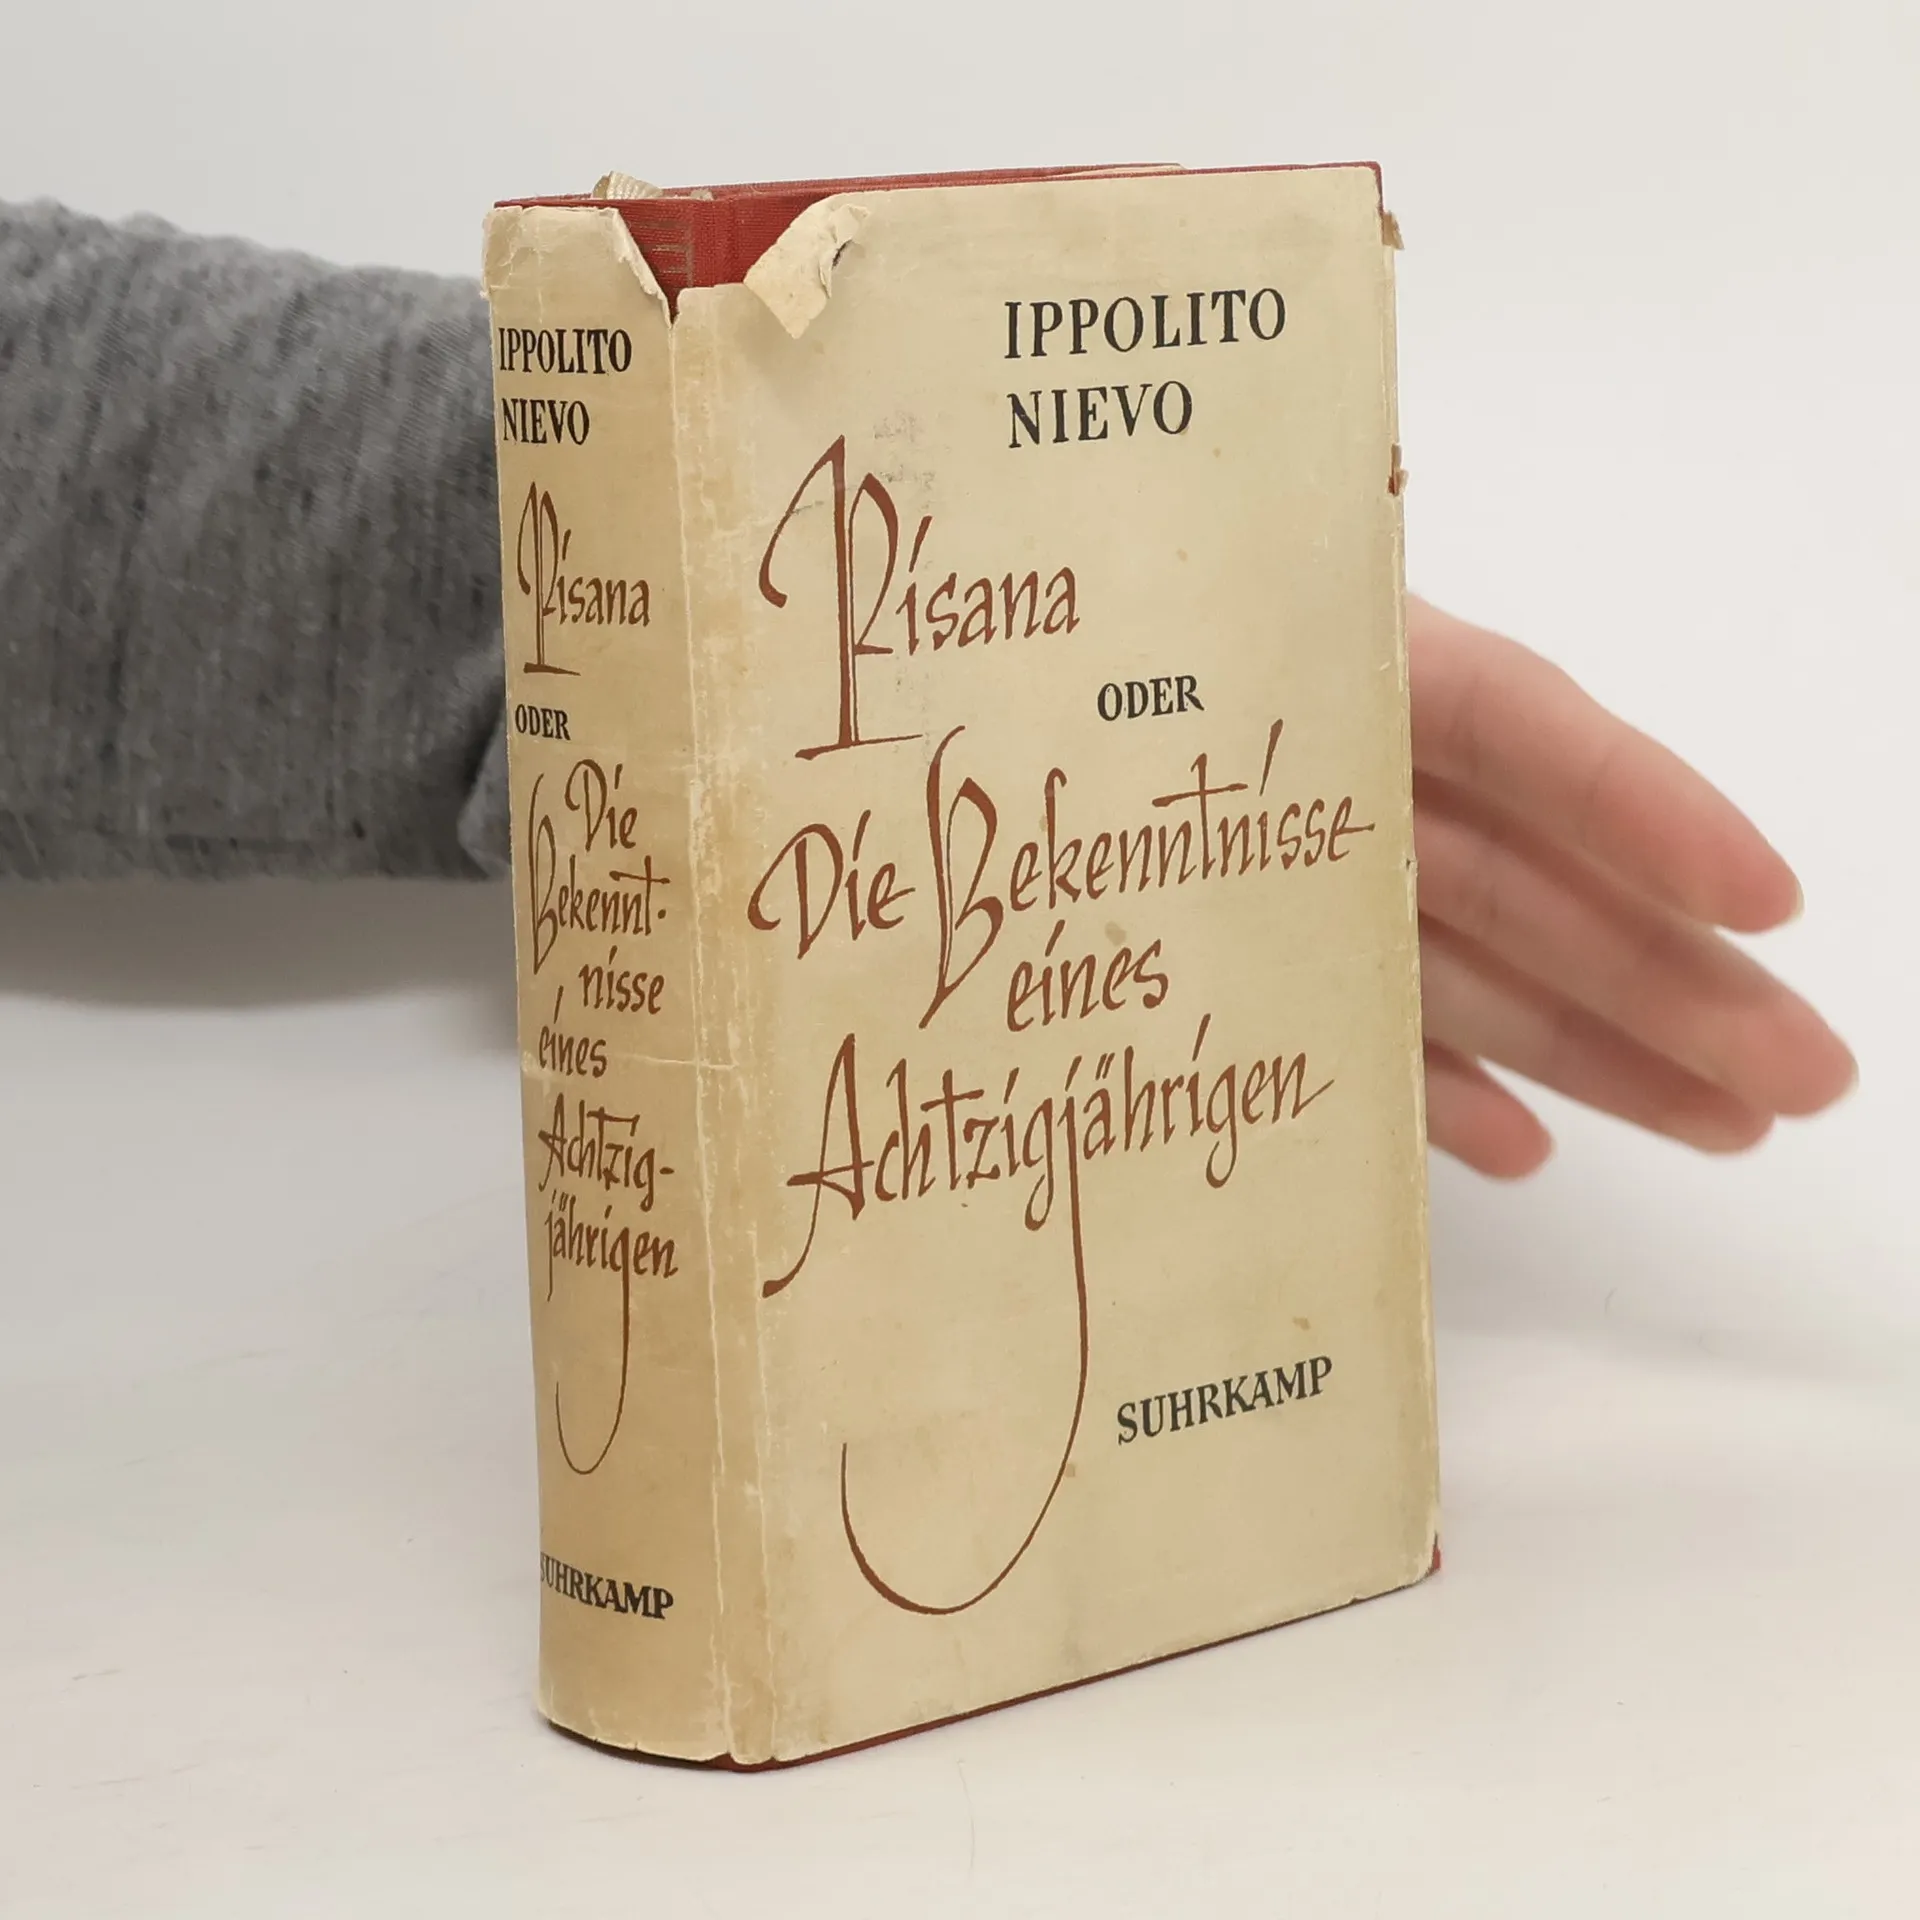 IPPOLITO
NIEVO
Pisana
ODER
Die
Bekennt-
nisse
eines
Achtzig-
jährigen
SUHRKAMP
IPPOLITO
NIEVO
Pisana
ODER
Die Bekenntnisse
eines
Achtzigjährigen
SUHRKAMP